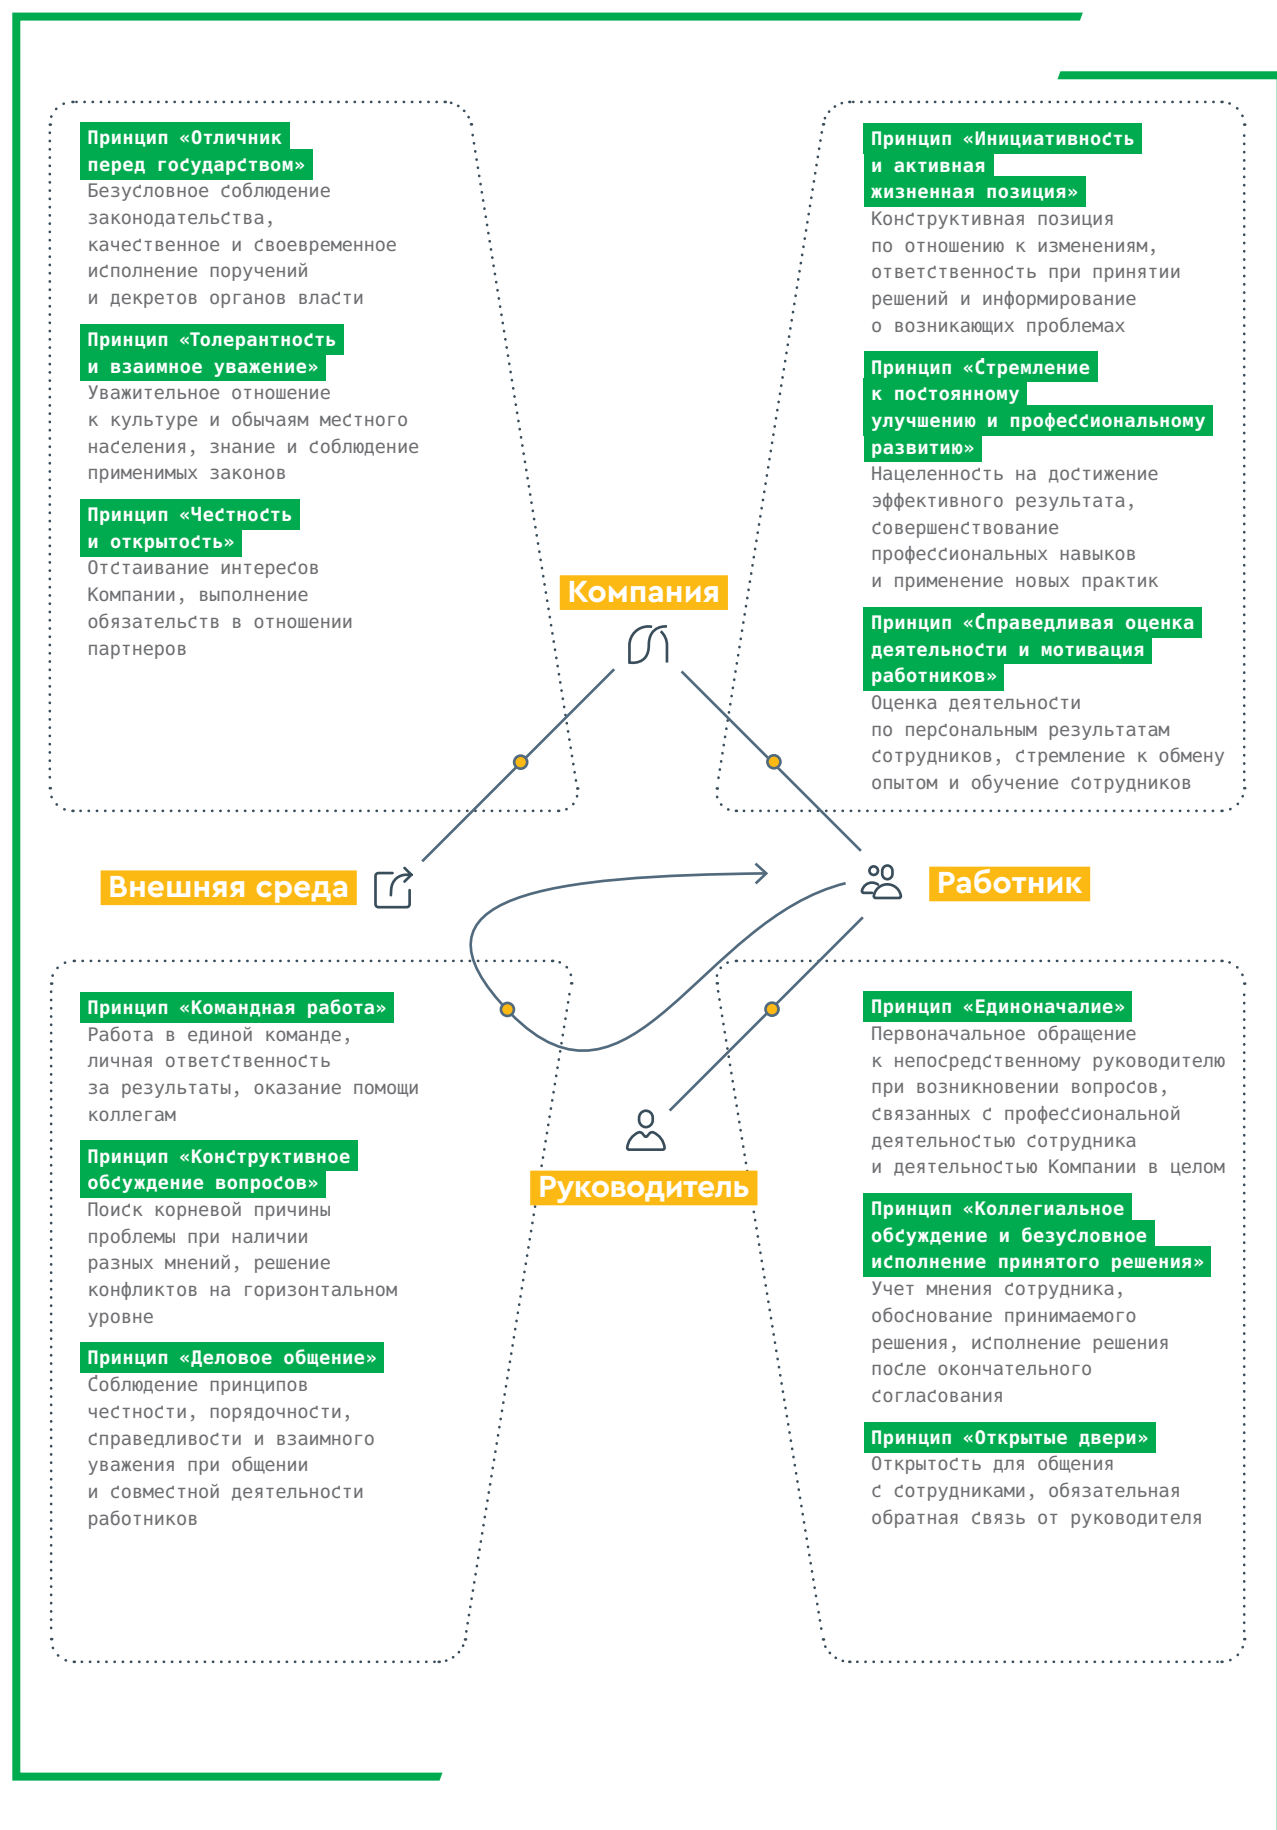 Принцип «Отличник
перед государством»
Безусловное соблюдение
законодательства,
качественное и своевременное
исполнение поручений
и декретов органов власти
Принцип «Толерантность
и взаимное уважение»
Уважительное отношение
к культуре и обычаям местного
населения, знание и соблюдение
применимых законов
Принцип «Честность
и открытость»
Отстаивание интересов
Компании, выполнение
обязательств в отношении
партнеров
Принцип «Инициативность
и активная
жизненная позиция»
Конструктивная позиция
по отношению к изменениям,
ответственность при принятии
решений и информирование
о возникающих проблемах
Принцип «Стремление
к постоянному
улучшению и профессиональному
развитию»
Нацеленность на достижение
эффективного результата,
совершенствование
профессиональных навыков
и применение новых практик
Принцип «Справедливая оценка
деятельности и мотивация
работников»
Оценка деятельности
по персональным результатам
сотрудников, стремление к обмену
опытом и обучение сотрудников
Компания
Внешняя среда
Работник
Руководитель
Принцип «Командная работа»
Работа в единой команде,
личная ответственность
за результаты, оказание помощи
коллегам
Принцип «Конструктивное
обсуждение вопросов»
Поиск корневой причины
проблемы при наличии
разных мнений, решение
конфликтов на горизонтальном
уровне
Принцип «Деловое общение»
Соблюдение принципов
честности, порядочности,
справедливости и взаимного
уважения при общении
и совместной деятельности
работников
Принцип «Единоначалие»
Первоначальное обращение
к непосредственному руководителю
при возникновении вопросов,
связанных с профессиональной
деятельностью сотрудника
и деятельностью Компании в целом
Принцип «Коллегиальное
обсуждение и безусловное
исполнение принятого решения»
Учет мнения сотрудника,
обоснование принимаемого
решения, исполнение решения
после окончательного
согласования
Принцип «Открытые двери»
Открытость для общения
с сотрудниками, обязательная
обратная связь от руководителя